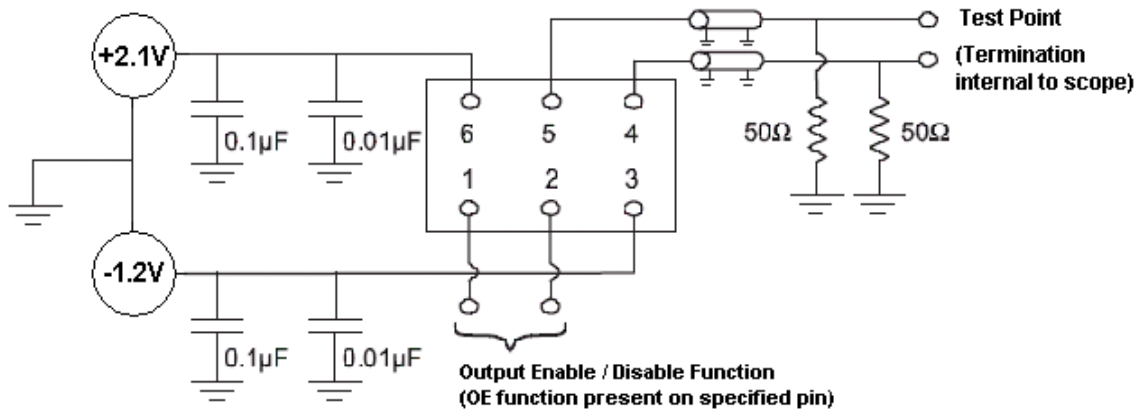 Test Point
+2.1V
(Termination
internal to scope)
0.1µF
0.01µF
6
5
4
50Ω
50Ω
1
2
3
-1.2V
0.1µF
0.01µF
Output Enable / Disable Function
(OE function present on specified pin)